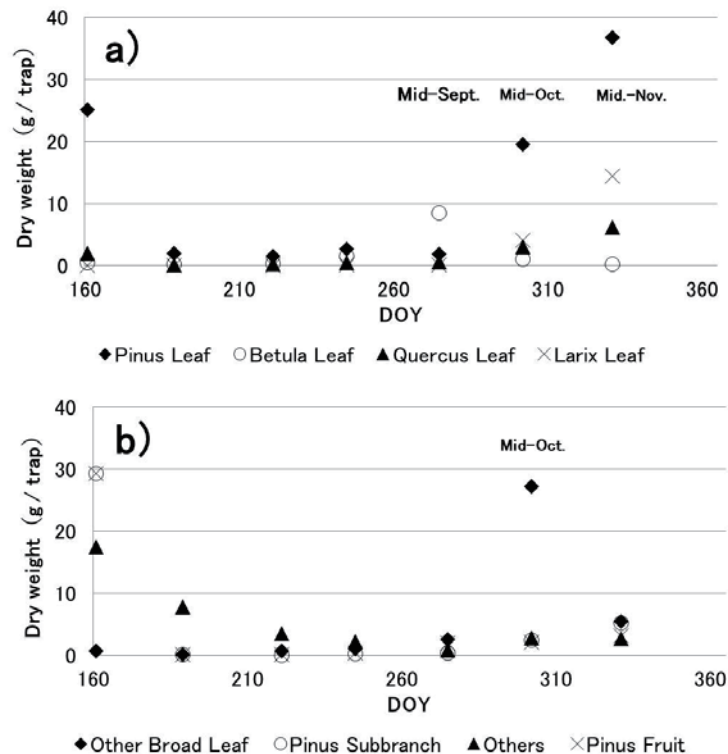 40
a)
30
Mid-Sept. Mid-Oct. Mid.-Nov.
20
10
0
Dry weight (g / trap)
160 210 260 310 360
DOY
◆Pinus Leaf ○Betula Leaf ▲Quercus Leaf ×Larix Leaf
40
b)
Mid-Oct.
30
20
10
0
Dry weight (g / trap)
160 210 260 310 360
DOY
◆Other Broad Leaf ○Pinus Subbranch ▲Others ×Pinus Fruit